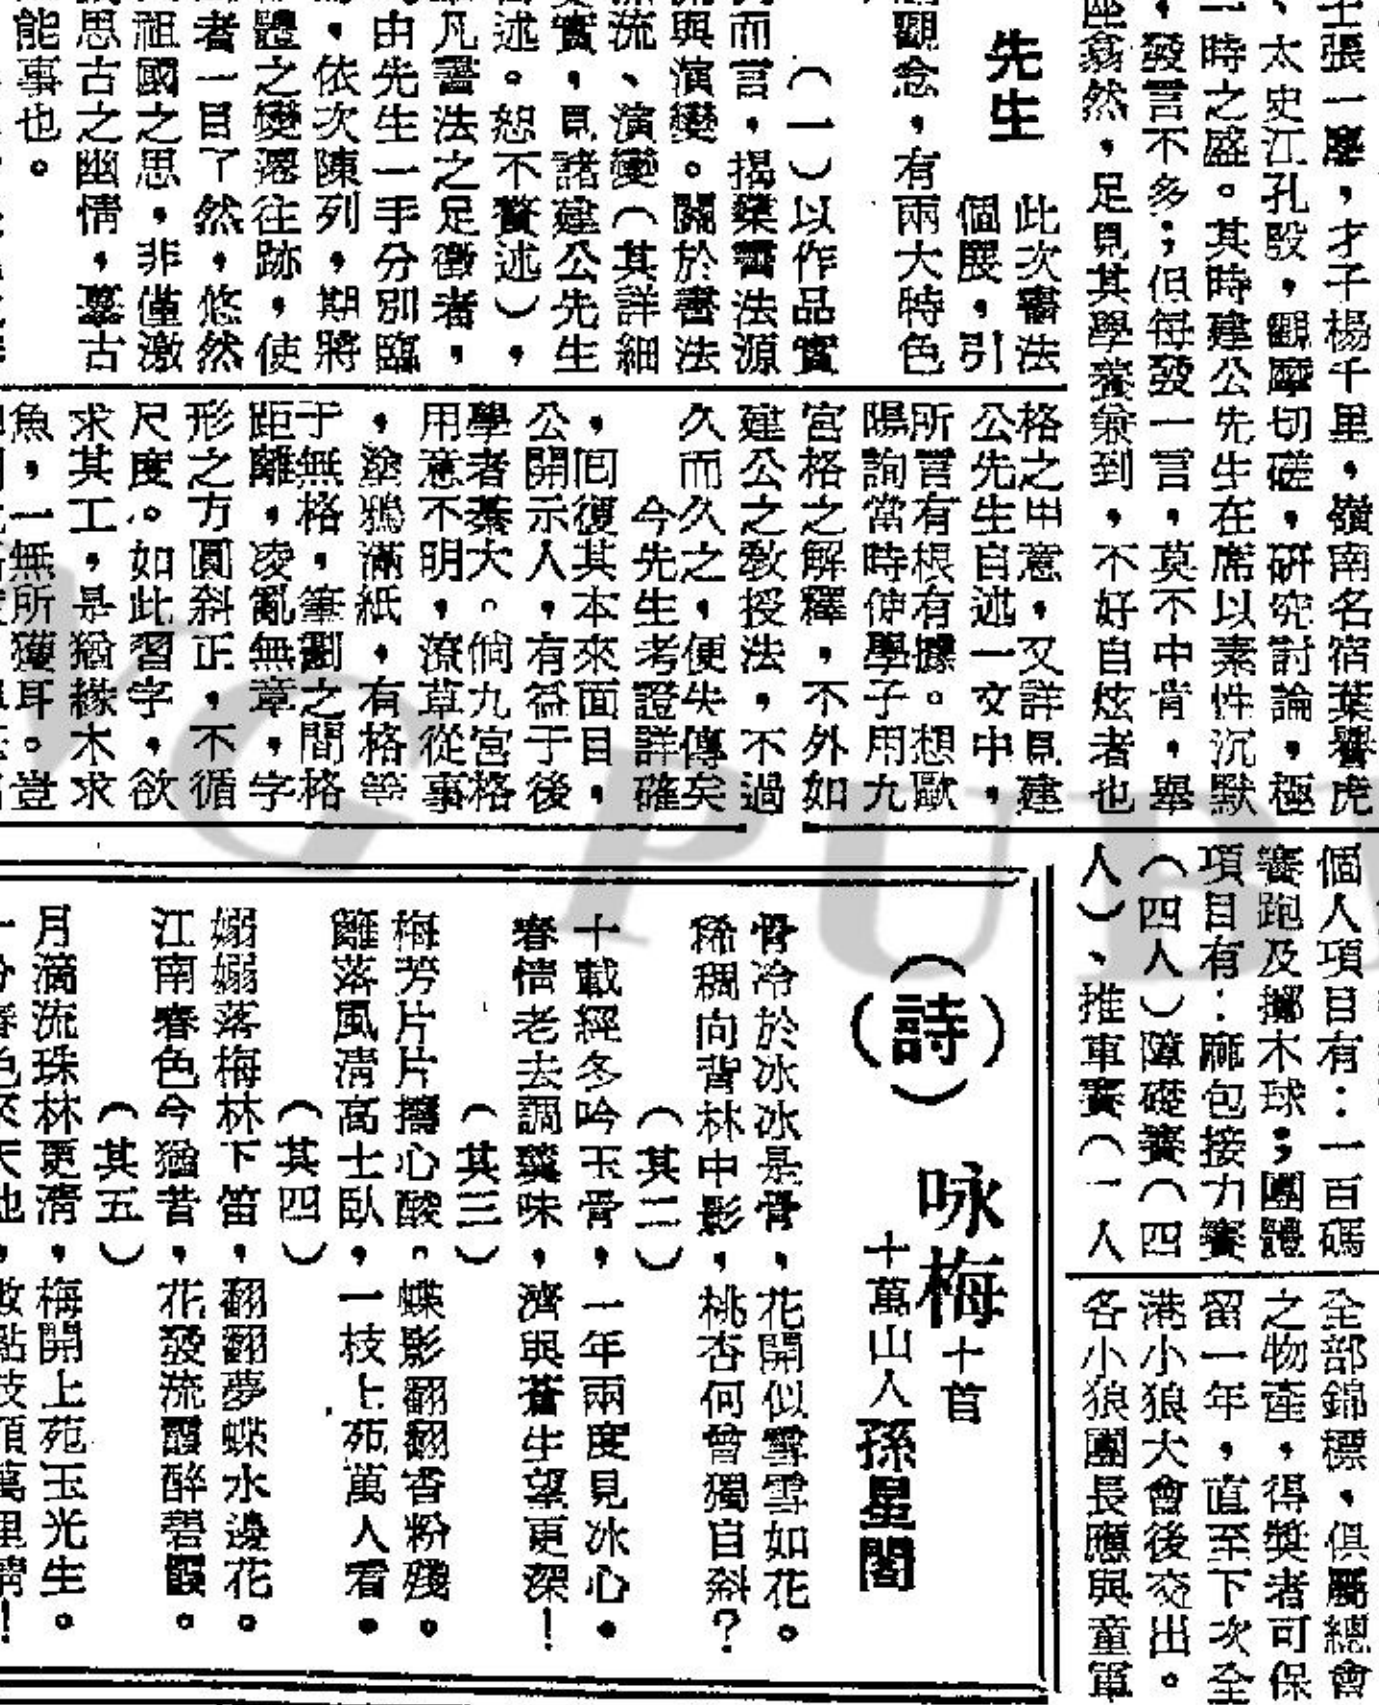 士張一麐，才子楊千里，嶺南名宿葉譽虎
、太史江孔殷，觀摩切磋，研究討論，極
一時之盛。其時建公先生在席以素性沉默
，發言不多；但每發一言，莫不中肯，舉
座翕然，足見其學養兼到，不好自炫者也
先生
此次書法
個展，引
觀念，有兩大特色
（一）以作品實
而言，揭櫫書法源
與演變。關於書法
流、演變（其詳細
實，見諸建公先生
述。恕不贅述），
凡書法之足徵者，
由先生一手分別臨
，依次陳列，期將
體之變遷往跡，使
者一目了然，悠然
祖國之思，非僅激
思古之幽情，墓古
能事也。
格之用意，又詳見建
公先生自述一文中，
所言有根有據。想歐
陽詢當時使學子用九
宮格之解釋，不外如
建公之教授法，不過
久而久之，便失傳矣
今先生考證詳確
，囘復其本來面目，
公開示人，有益于後
學者綦大。倘九宮格
用意不明，潦草從事
，塗鴉滿紙，有格等
于無格，筆劃之間格
距離，凌亂無章，字
形之方圓斜正，不循
尺度。如此習字，欲
求其工，是猶緣木求
魚，一無所獲耳。豈
個人項目有：一百碼
賽跑及擲木球；團體
項目有：麻包接力賽
（四人）障礙賽（四
人）、推車賽（一人
全部錦標，俱屬總會
之物產，得獎者可保
留一年，直至下次全
港小狼大會後交出。
各小狼團長應與童軍
（詩）
咏梅十首
十萬山人孫星閣
骨冷於冰冰是骨，花開似雪雪如花。
稀稠向背林中影，桃杏何曾獨自斜？
（其二）
十載經冬吟玉骨，一年兩度見冰心。
春情老去調羹味，濟與蒼生望更深！
（其三）
梅芳片片攪心酸。蝶影翩翩香粉殘。
籬落風清高士臥，一枝上苑萬人看。
（其四）
嫋嫋落梅林下笛，翩翩夢蝶水邊花。
江南春色今猶昔，花發流霞醉碧霞。
（其五）
月滴流珠林更清，梅開上苑玉光生。